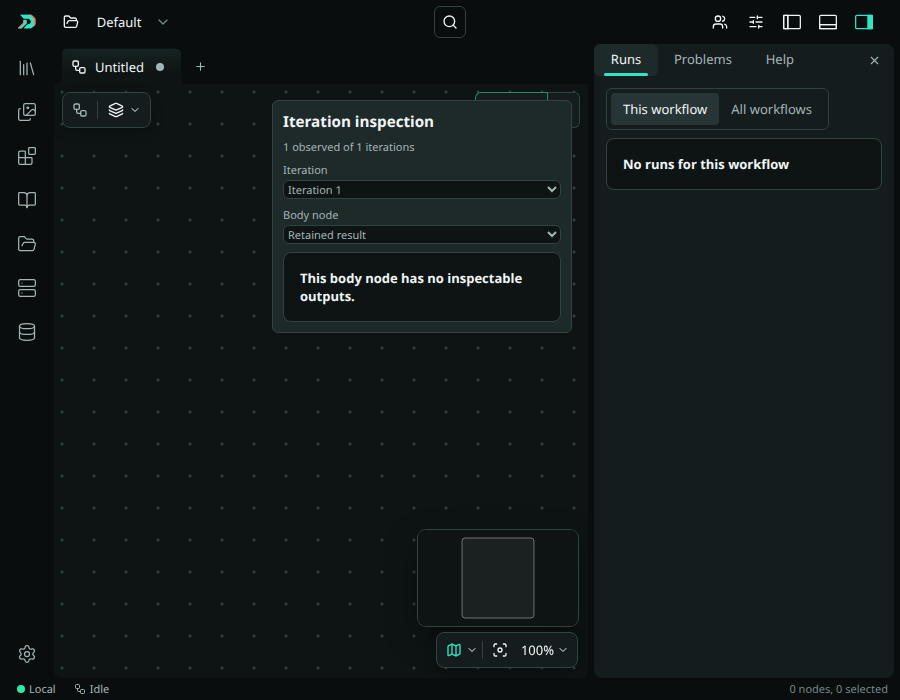 Default
Untitled
Iteration inspection
1 observed of 1 iterations
Iteration
Iteration 1
Body node
Retained result
This body node has no inspectable
outputs.
100%
Runs
Problems
Help
This workflow
All workflows
No runs for this workflow
Local
Idle
0 nodes, 0 selected